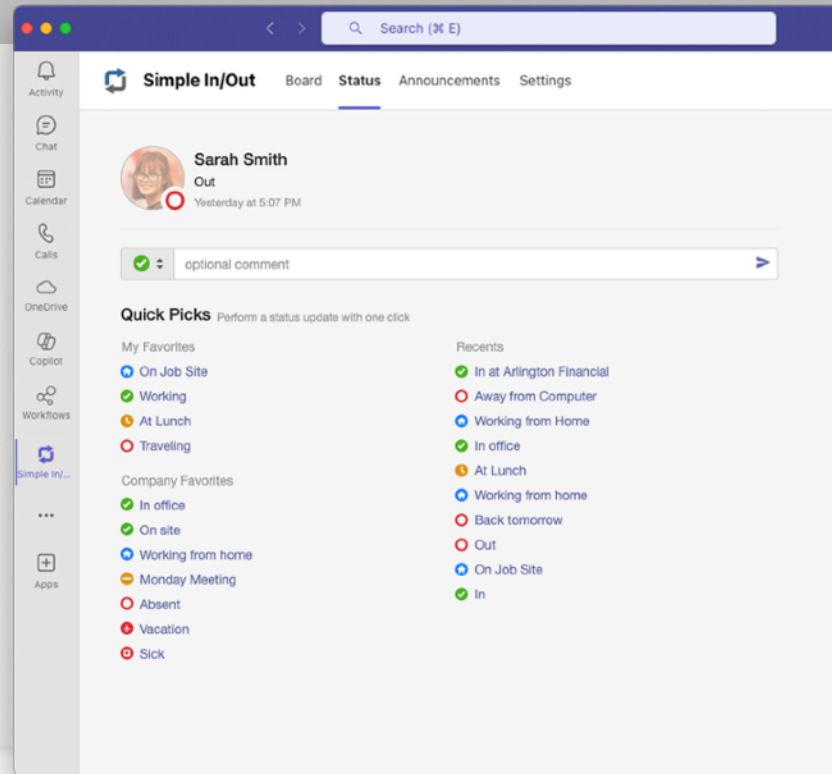 Search (⌘ E)
Activity
Chat
Calendar
Calls
OneDrive
Copilot
Workflows
Simple In/...
Apps
Simple In/Out
Board Status Announcements Settings
Sarah Smith
Out
Yesterday at 5:07 PM
optional comment
Quick Picks Perform a status update with one click
My Favorites
On Job Site
Working
At Lunch
Traveling
Company Favorites
In office
On site
Working from home
Monday Meeting
Absent
Vacation
Sick
Recents
In at Arlington Financial
Away from Computer
Working from Home
In office
At Lunch
Working from home
Back tomorrow
Out
On Job Site
In